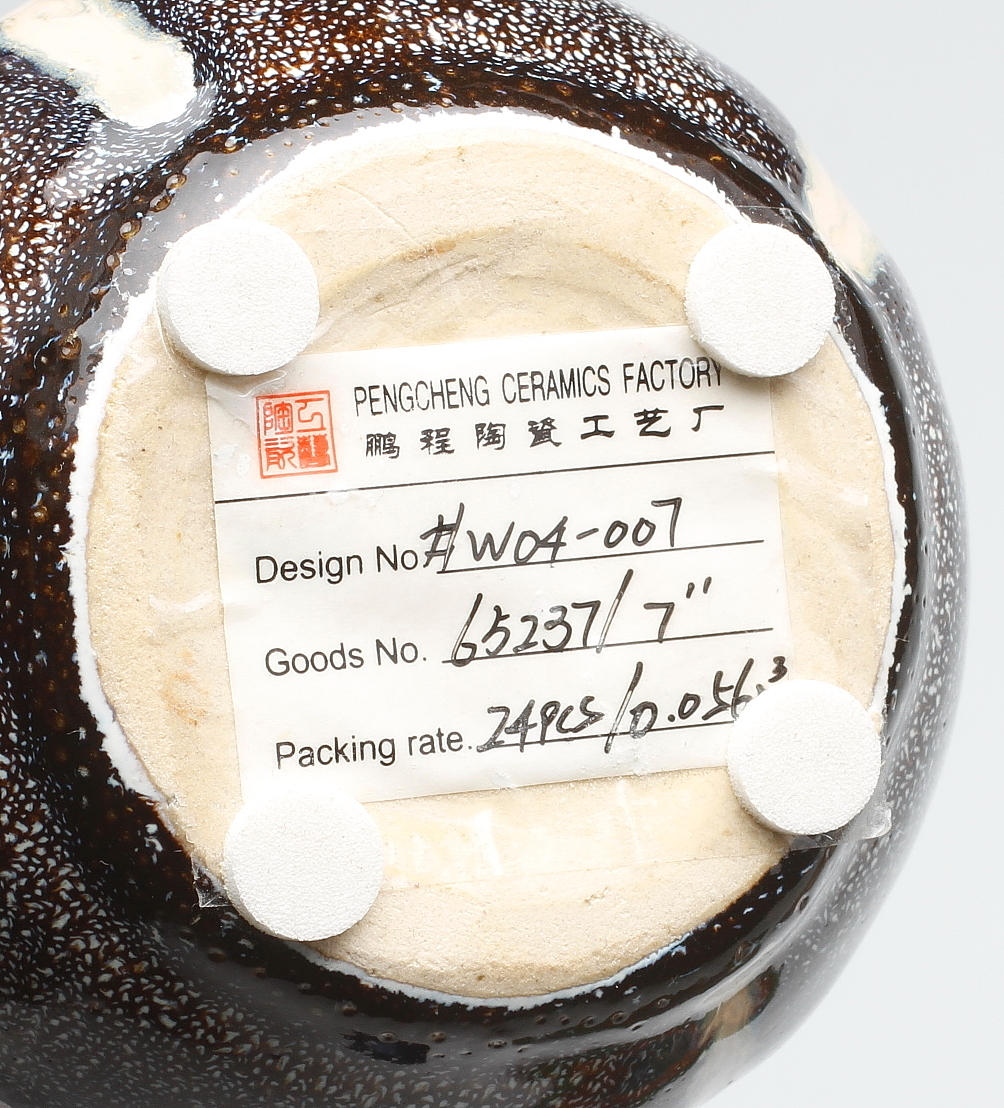 PENGCHENG CERAMICS FACTORY
鹏程陶瓷工艺厂
Design No. #W04-007
Goods No. 65237/7"
Packing rate. 24PCS/0.056